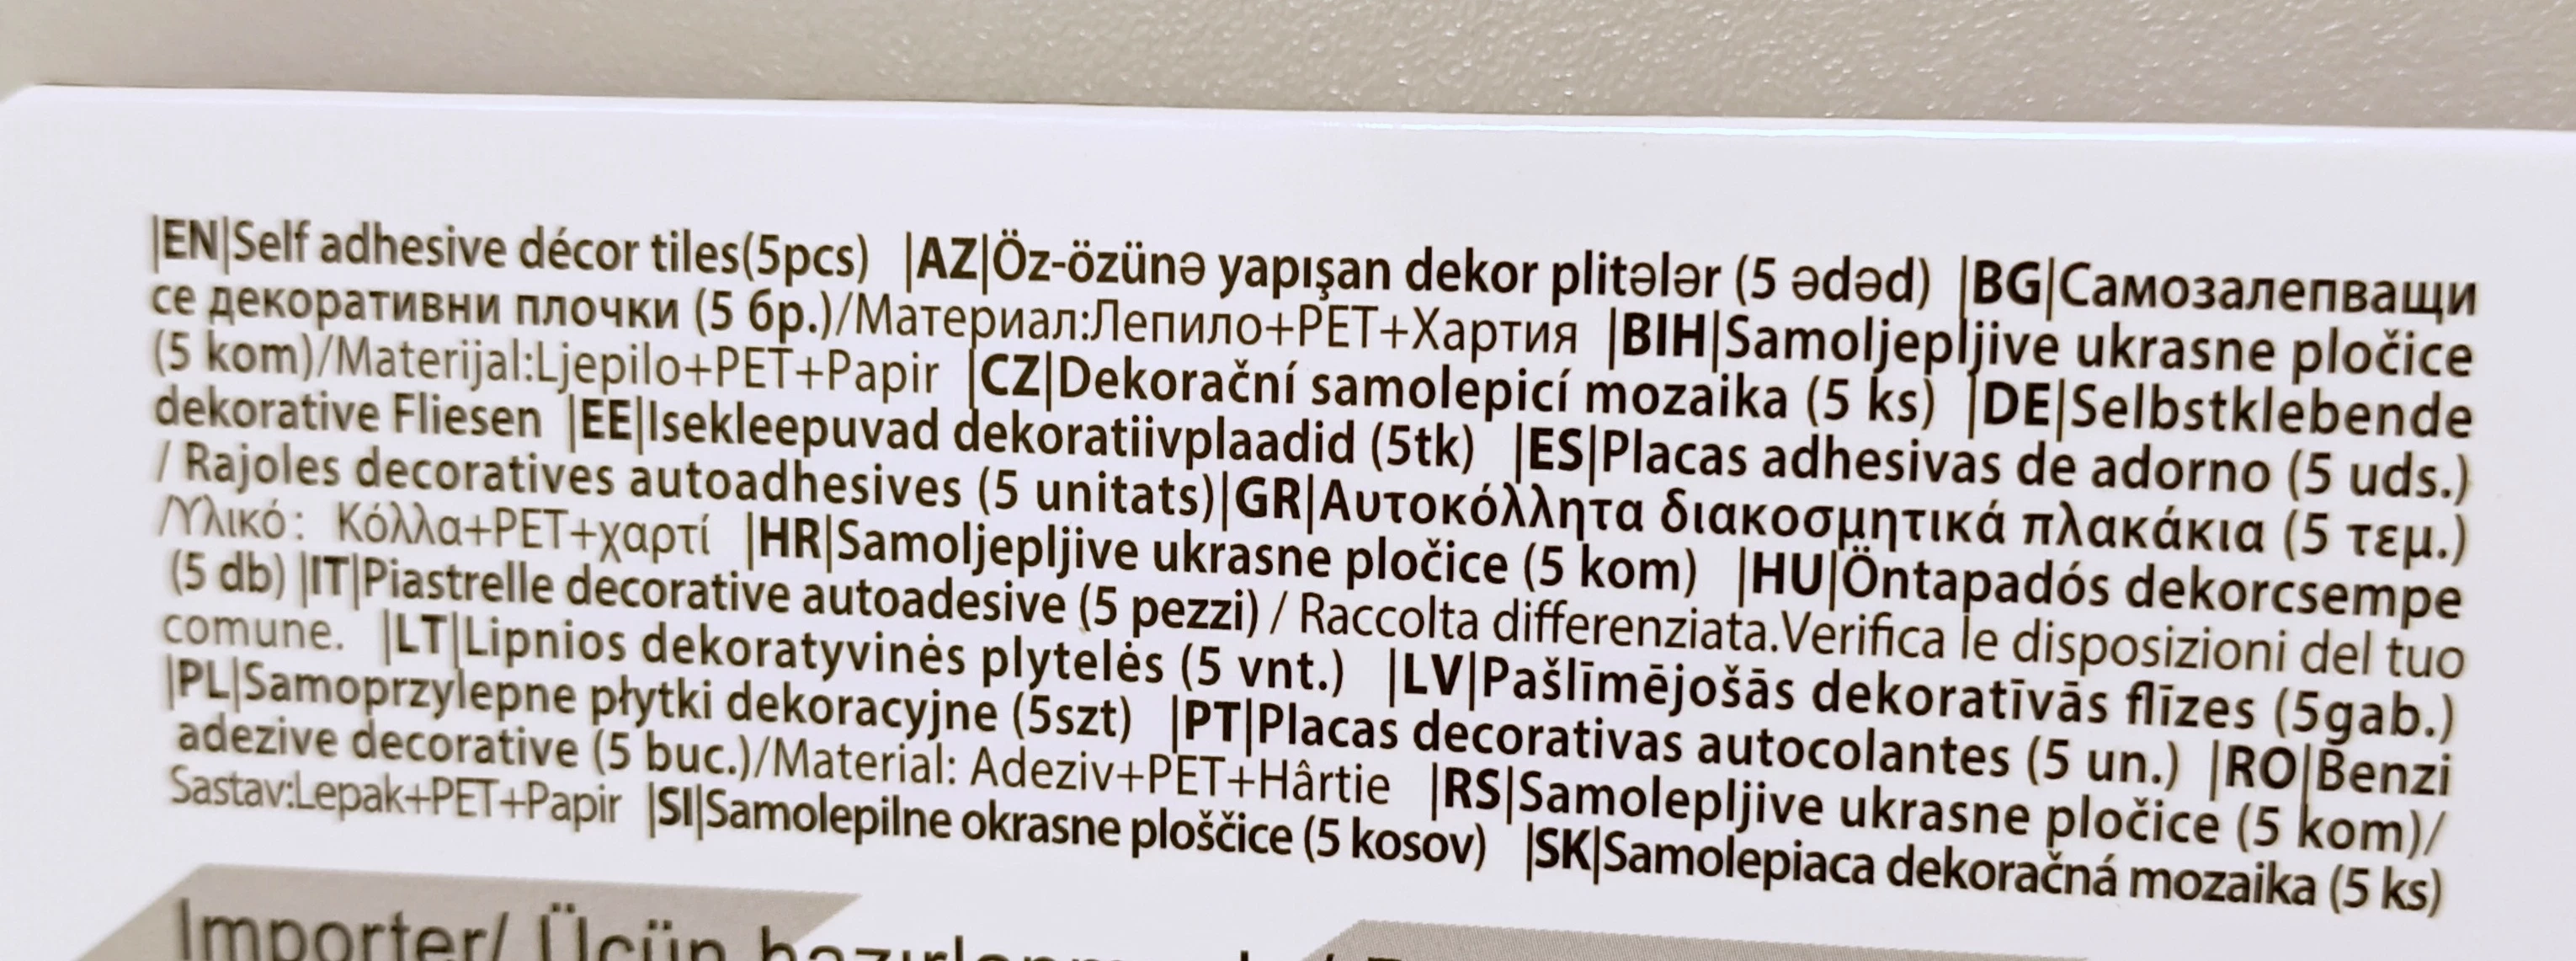 |EN|Self adhesive décor tiles(5pcs) |AZ|Öz-özünə yapışan dekor plitələr (5 ədəd) |BG|Самозалепващи
се декоративни плочки (5 бр.)/Материал:Лепило+PET+Хартия |BIH|Samoljepljive ukrasne pločice
(5 kom)/Materijal:Ljepilo+PET+Papir |CZ|Dekorační samolepicí mozaika (5 ks) |DE|Selbstklebende
dekorative Fliesen |EE|Isekleepuvad dekoratiivplaadid (5tk) |ES|Placas adhesivas de adorno (5 uds.)
/ Rajoles decoratives autoadhesives (5 unitats)|GR|Αυτοκόλλητα διακοσμητικά πλακάκια (5 τεμ.)
/Υλικό: Κόλλα+PET+χαρτί |HR|Samoljepljive ukrasne pločice (5 kom) |HU|Öntapadós dekorcsempe
(5 db) |IT|Piastrelle decorative autoadesive (5 pezzi) / Raccolta differenziata.Verifica le disposizioni del tuo
comune. |LT|Lipnios dekoratyvinės plytelės (5 vnt.) |LV|Pašlīmējošās dekoratīvās flīzes (5gab.)
|PL|Samoprzylepne płytki dekoracyjne (5szt) |PT|Placas decorativas autocolantes (5 un.) |RO|Benzi
adezive decorative (5 buc.)/Material: Adeziv+PET+Hârtie |RS|Samolepljive ukrasne pločice (5 kom)/
Sastav:Lepak+PET+Papir |SI|Samolepilne okrasne ploščice (5 kosov) |SK|Samolepiaca dekoračná mozaika (5 ks)
Importer/ Üçün